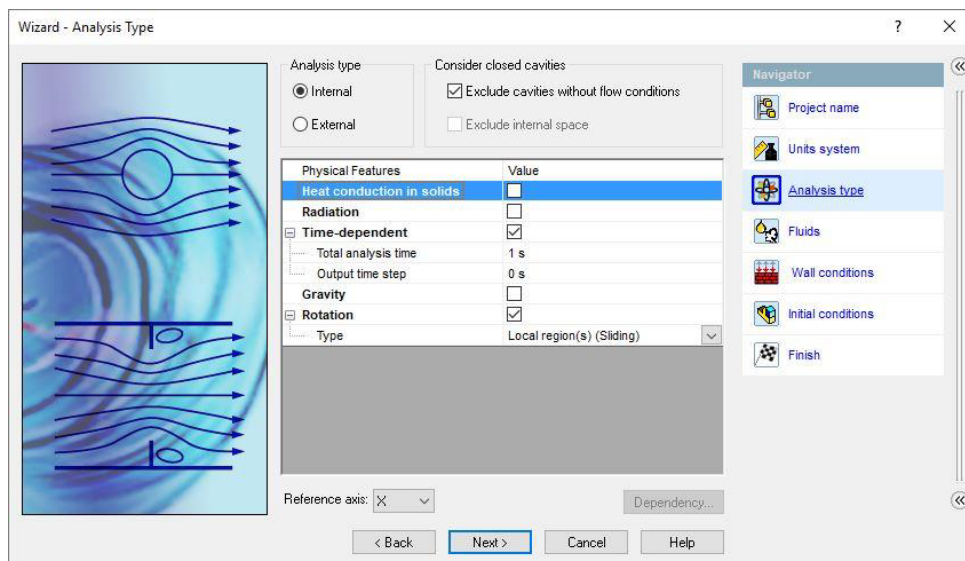 Wizard - Analysis Type
?
Analysis type
Internal
External
Consider closed cavities
Exclude cavities without flow conditions
Exclude internal space
Physical Features Value
Heat conduction in solids
Radiation
Time-dependent
Total analysis time 1 s
Output time step 0 s
Gravity
Rotation
Type Local region(s) (Sliding)
Reference axis: X
Dependency...
< Back Next > Cancel Help
Navigator
Project name
Units system
Analysis type
Fluids
Wall conditions
Initial conditions
Finish